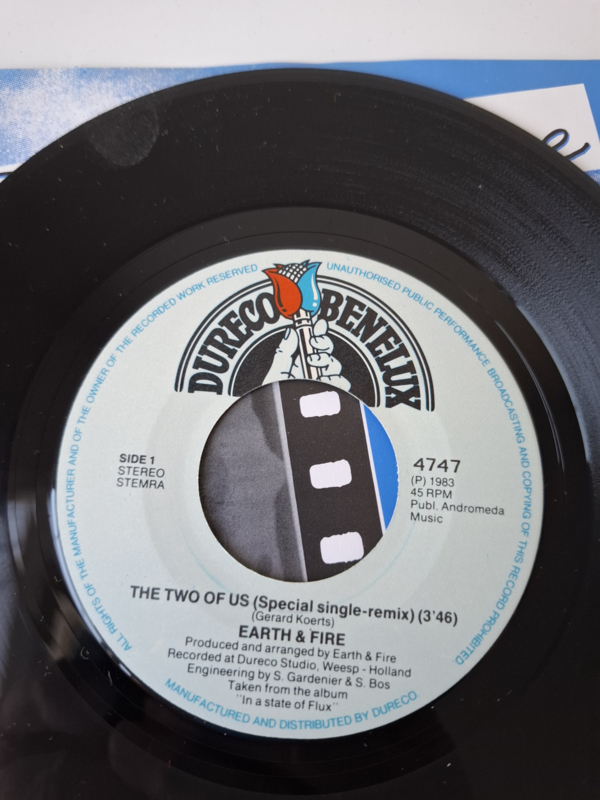 DURECO BENELUX
ALL RIGHTS OF THE MANUFACTURER AND OF THE OWNER OF THE RECORDED WORK RESERVED
UNAUTHORISED PUBLIC PERFORMANCE BROADCASTING AND COPYING OF THIS RECORD PROHIBITED
SIDE 1
STEREO
STEMRA
4747
(P) 1983
45 RPM
Publ. Andromeda
Music
THE TWO OF US (Special single-remix) (3'46)
(Gerard Koerts)
EARTH & FIRE
Produced and arranged by Earth & Fire
Recorded at Dureco Studio, Weesp - Holland
Engineering by S. Gardenier & S. Bos
Taken from the album
"In a state of Flux"
MANUFACTURED AND DISTRIBUTED BY DURECO